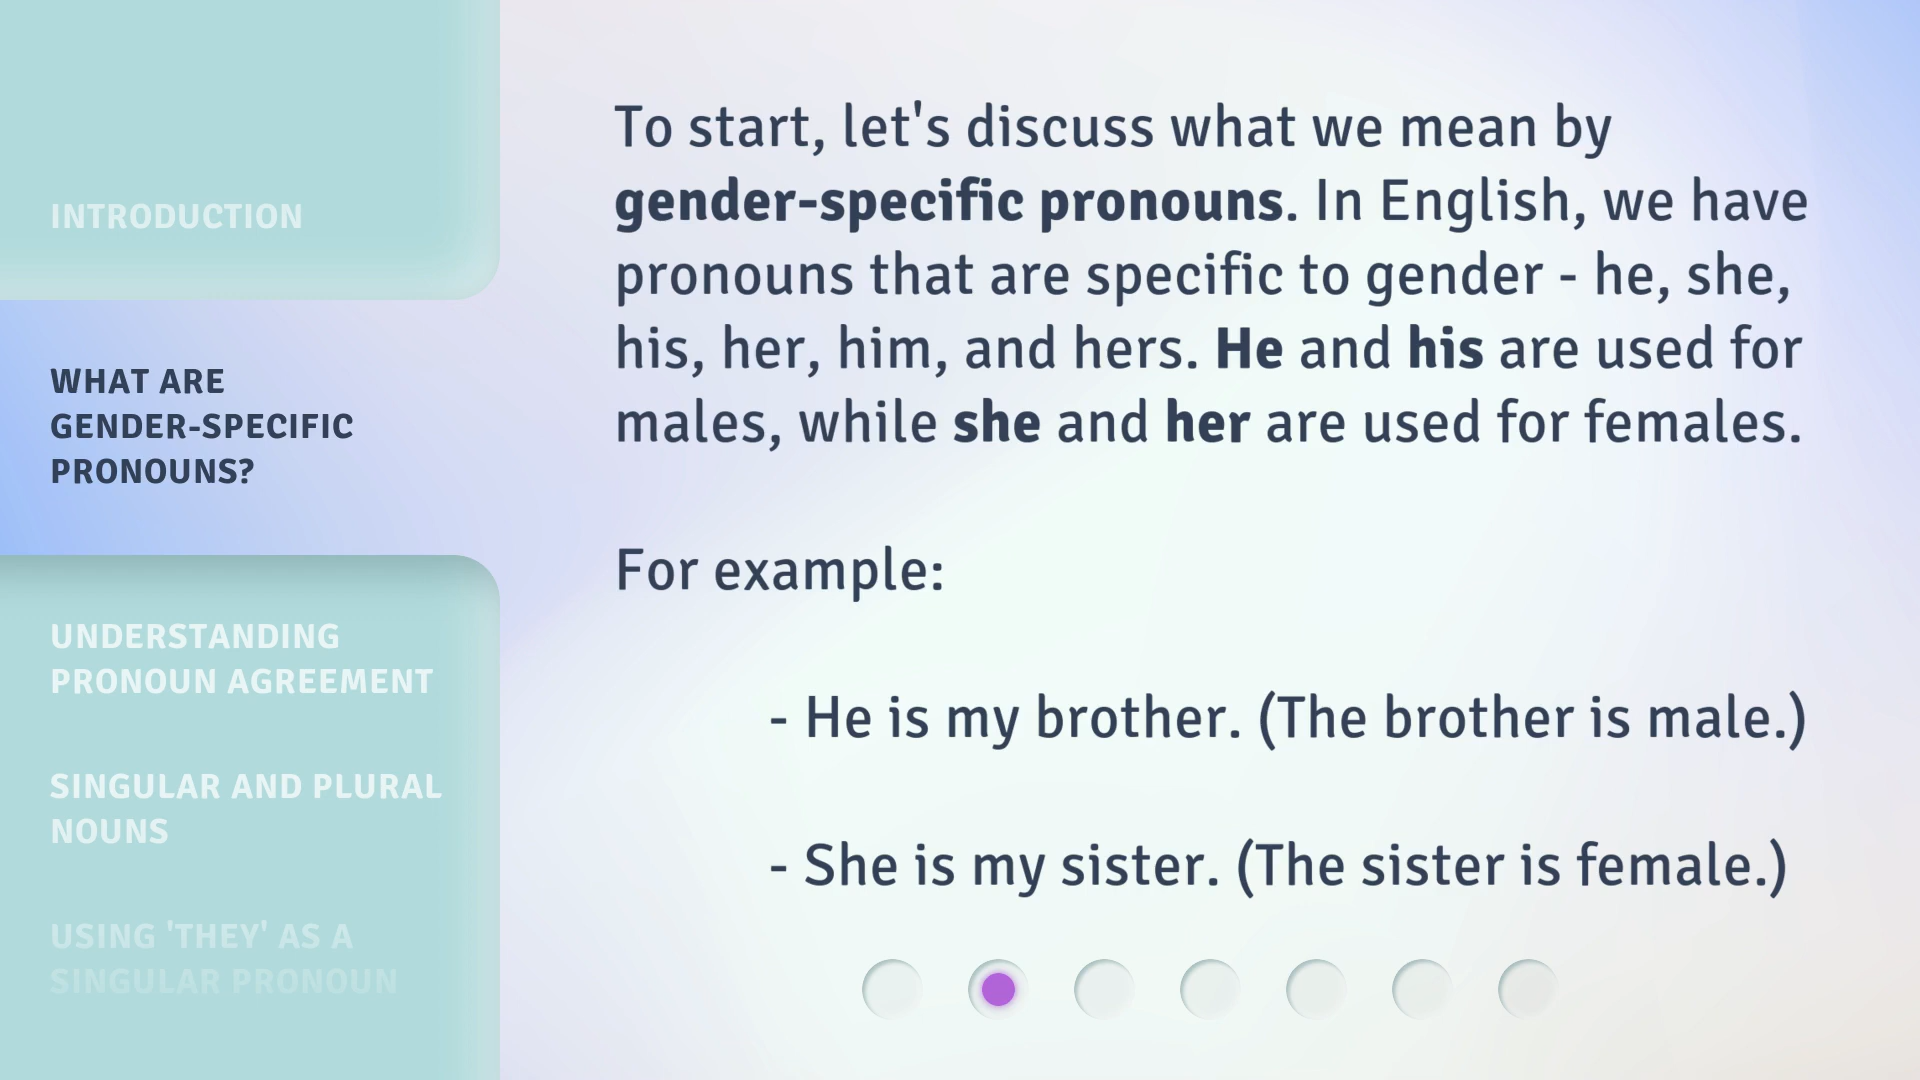 INTRODUCTION
WHAT ARE
GENDER-SPECIFIC
PRONOUNS?
UNDERSTANDING
PRONOUN AGREEMENT
SINGULAR AND PLURAL
NOUNS
USING 'THEY' AS A
SINGULAR PRONOUN
To start, let's discuss what we mean by
gender-specific pronouns. In English, we have
pronouns that are specific to gender - he, she,
his, her, him, and hers. He and his are used for
males, while she and her are used for females.
For example:
- He is my brother. (The brother is male.)
- She is my sister. (The sister is female.)